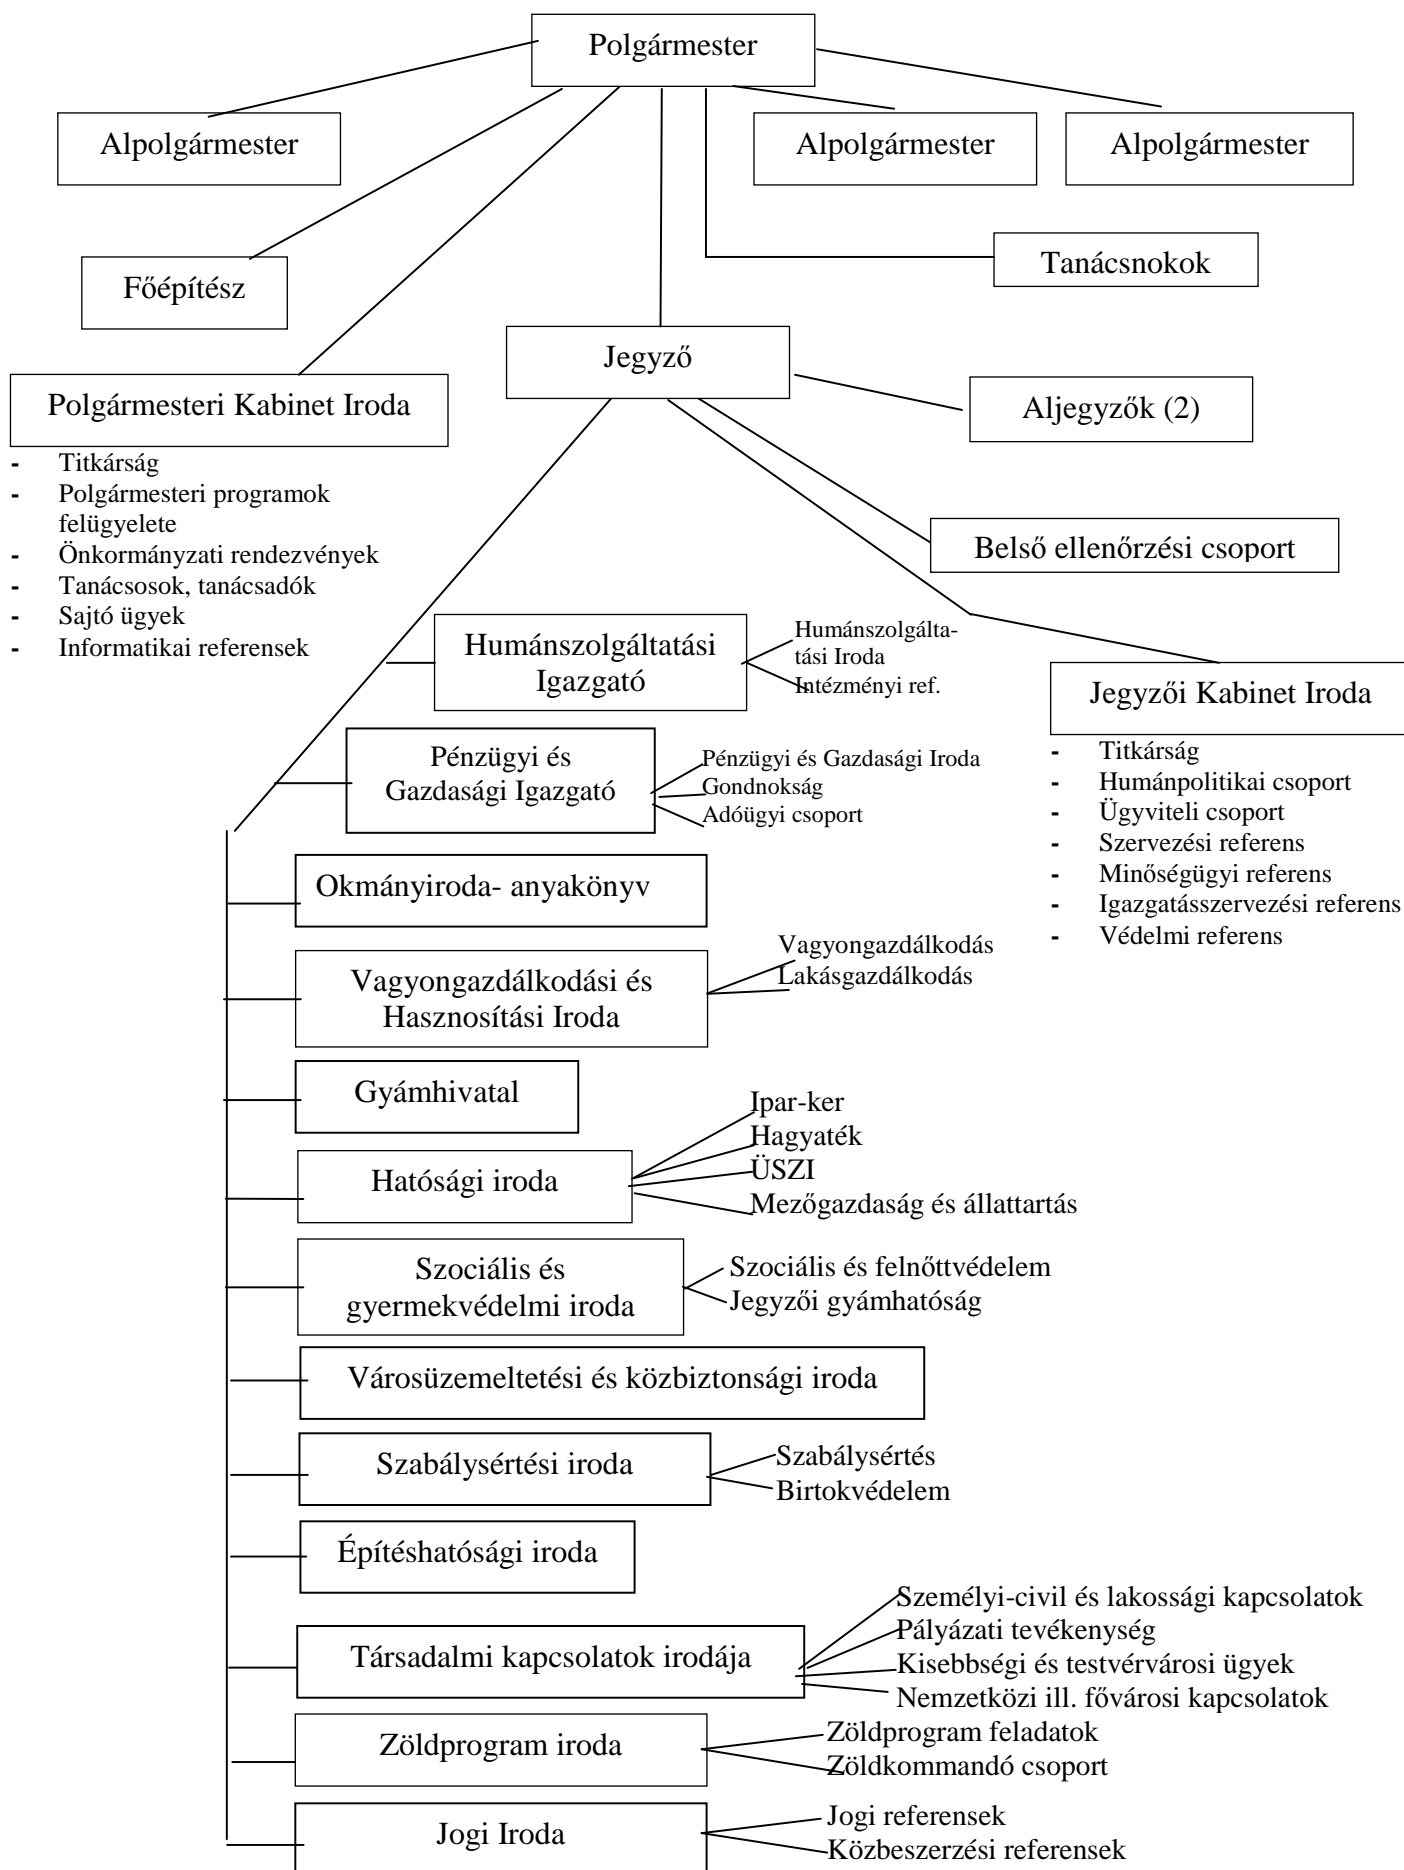 Polgármester
Alpolgármester
Alpolgármester
Alpolgármester
Főépítész
Tanácsnokok
Jegyző
Polgármesteri Kabinet Iroda
Aljegyzők (2)
- Titkárság
- Polgármesteri programok
felügyelete
- Önkormányzati rendezvények
- Tanácsosok, tanácsadók
- Sajtó ügyek
- Informatikai referensek
Belső ellenőrzési csoport
Humánszolgáltatási
Igazgató
Humánszolgálta-
tási Iroda
Intézményi ref.
Jegyzői Kabinet Iroda
- Titkárság
- Humánpolitikai csoport
- Ügyviteli csoport
- Szervezési referens
- Minőségügyi referens
- Igazgatásszervezési referens
- Védelmi referens
Pénzügyi és
Gazdasági Igazgató
Pénzügyi és Gazdasági Iroda
Gondnokság
Adóügyi csoport
Okmányiroda- anyakönyv
Vagyongazdálkodási és
Hasznosítási Iroda
Vagyongazdálkodás
Lakásgazdálkodás
Gyámhivatal
Hatósági iroda
Ipar-ker
Hagyaték
ÜSZI
Mezőgazdaság és állattartás
Szociális és
gyermekvédelmi iroda
Szociális és felnőttvédelem
Jegyzői gyámhatóság
Városüzemeltetési és közbiztonsági iroda
Szabálysértési iroda
Szabálysértés
Birtokvédelem
Építéshatósági iroda
Társadalmi kapcsolatok irodája
Személyi-civil és lakossági kapcsolatok
Pályázati tevékenység
Kisebbségi és testvérvárosi ügyek
Nemzetközi ill. fővárosi kapcsolatok
Zöldprogram iroda
Zöldprogram feladatok
Zöldkommandó csoport
Jogi Iroda
Jogi referensek
Közbeszerzési referensek